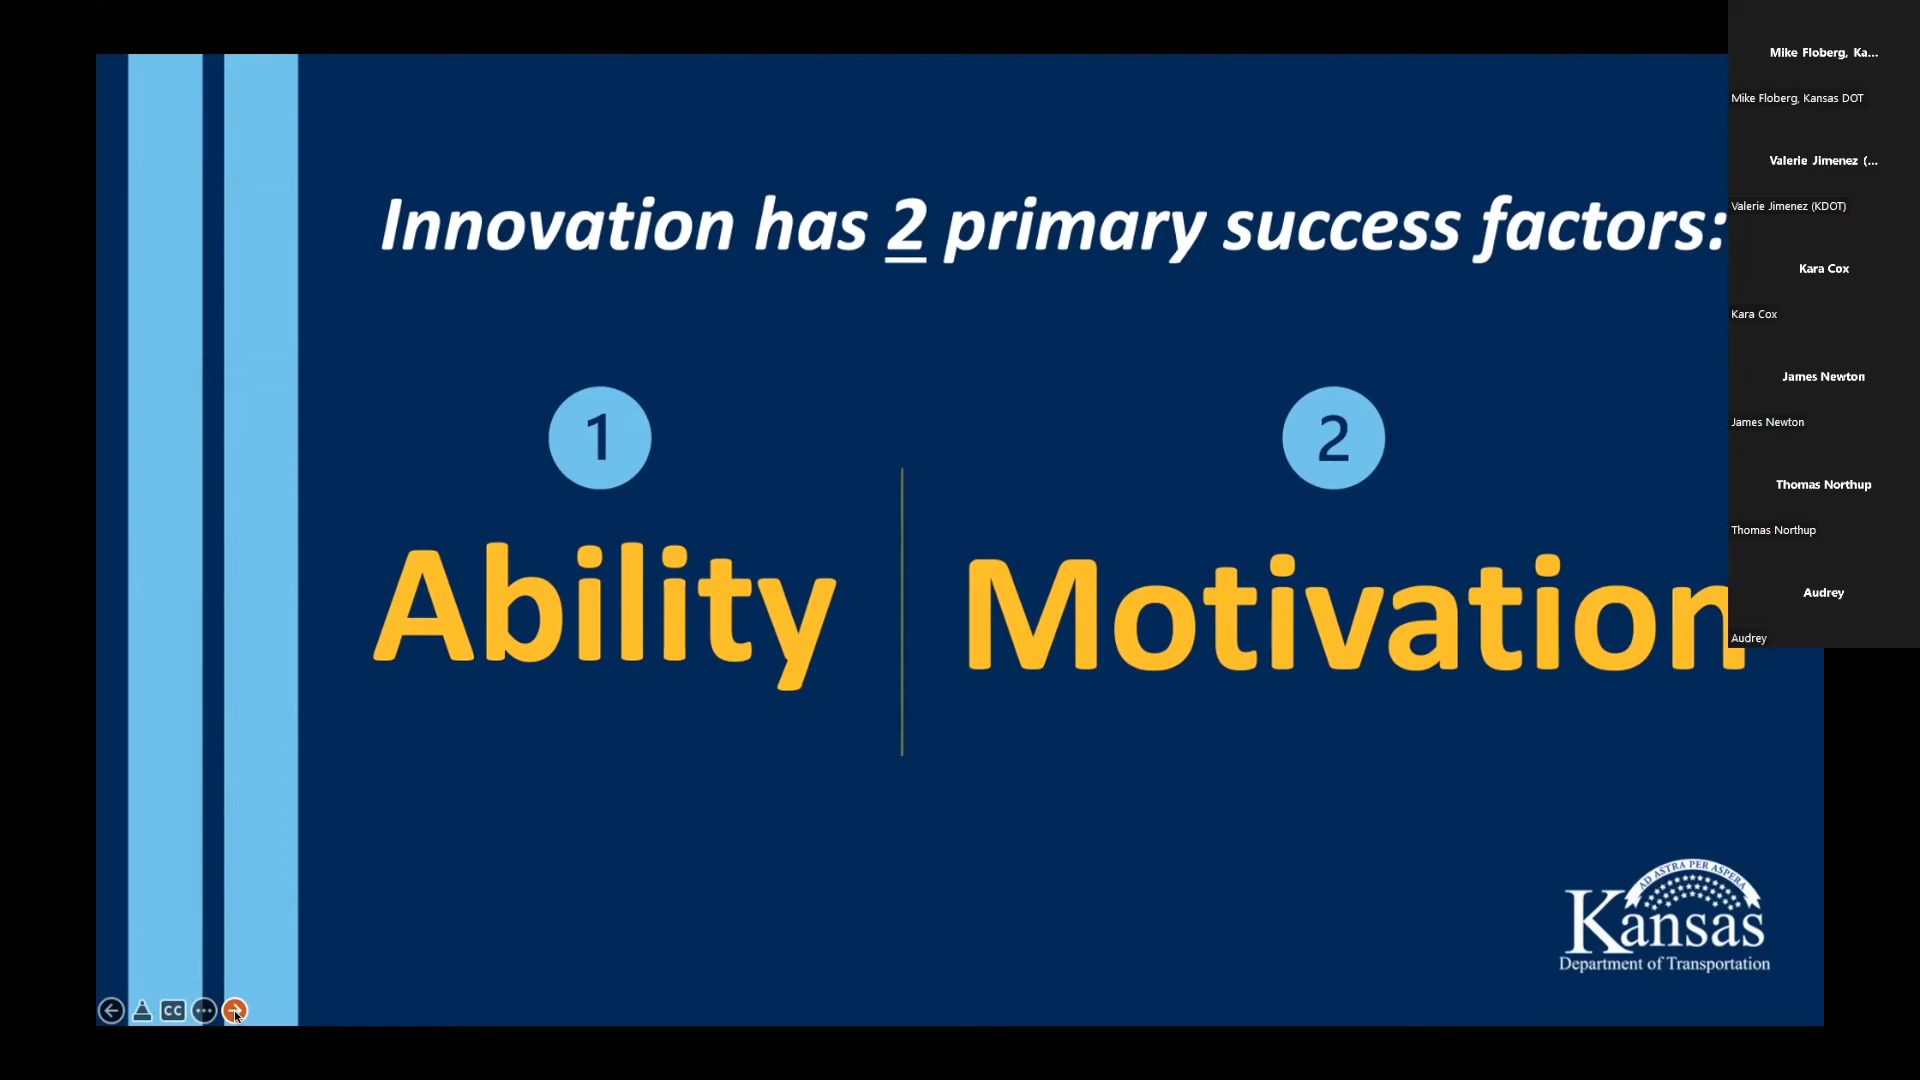 Innovation has 2 primary success factors:
1
2
Ability
Motivation
AD ASTRA PER ASPERA
Kansas
Department of Transportation
CC
Mike Floberg, Ka...
Mike Floberg, Kansas DOT
Valerie Jimenez (...
Valerie Jimenez (KDOT)
Kara Cox
Kara Cox
James Newton
James Newton
Thomas Northup
Thomas Northup
Audrey
Audrey